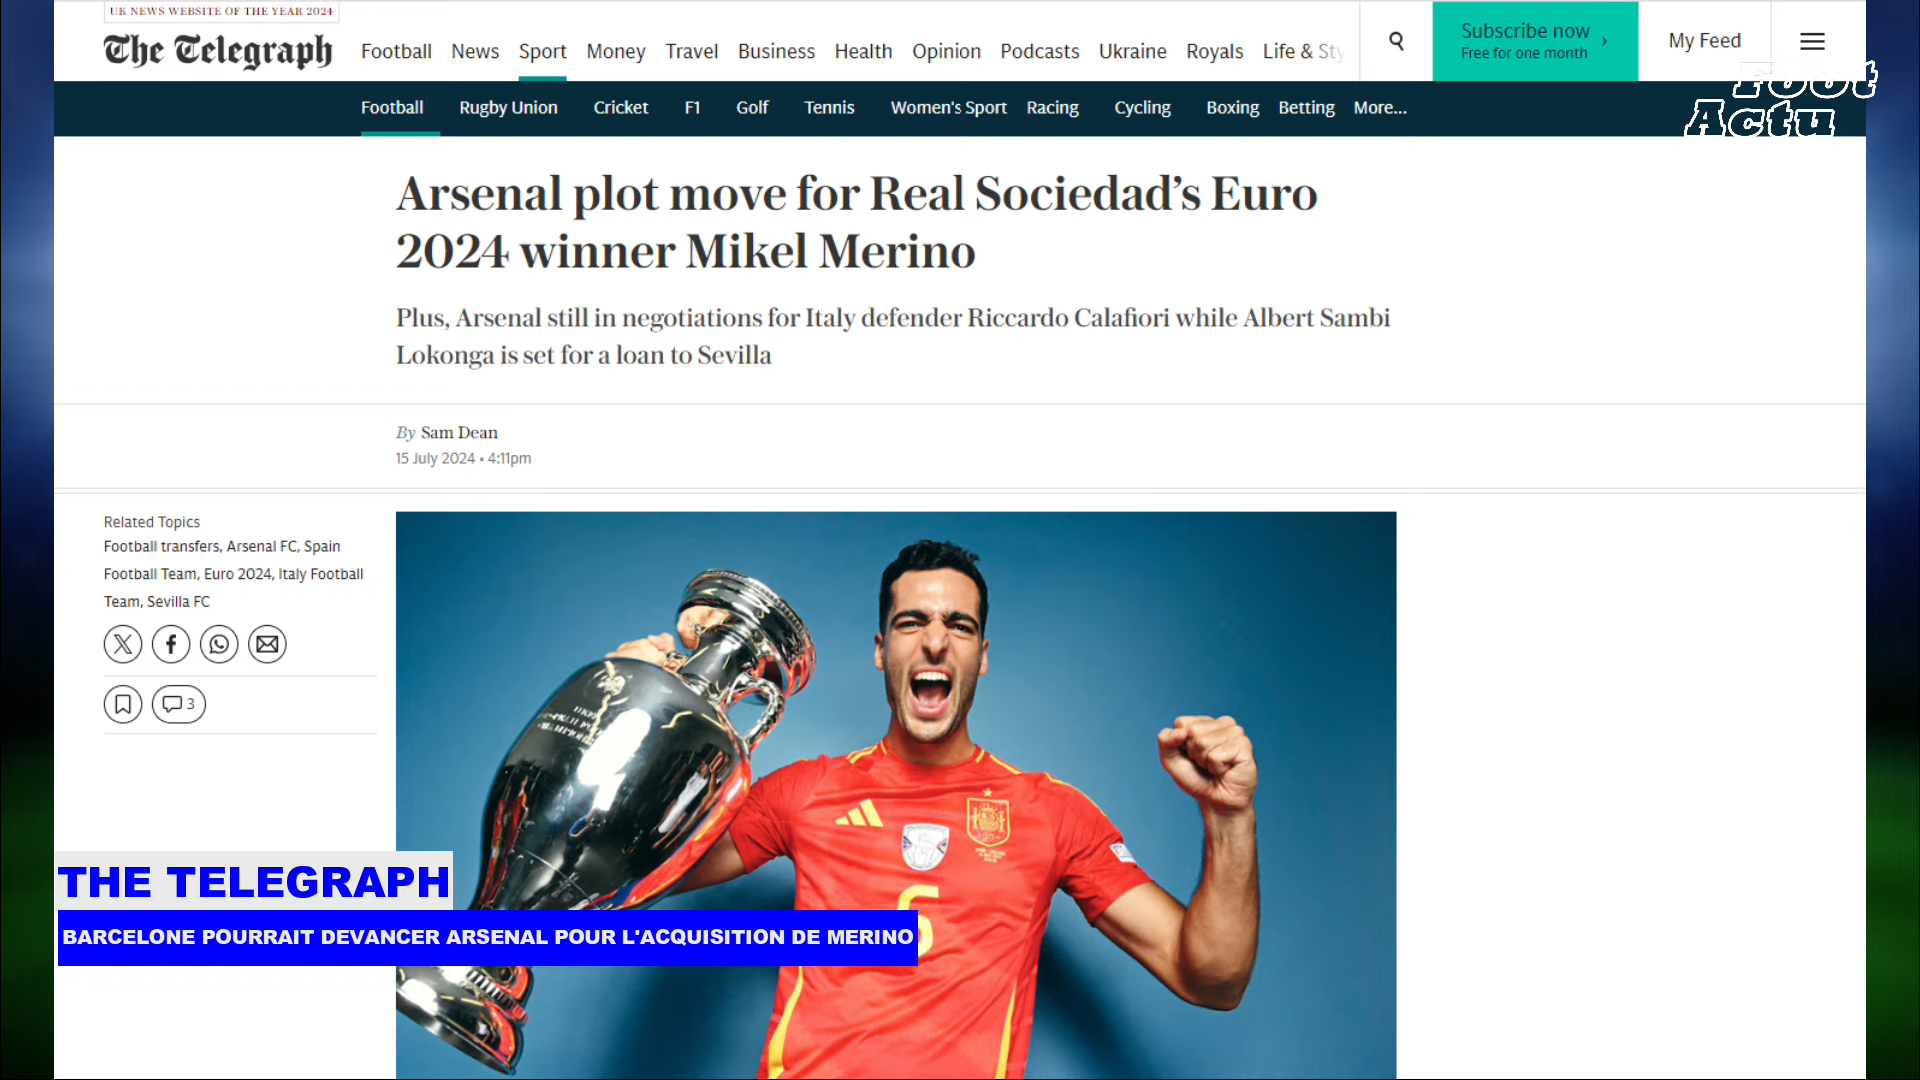 UK NEWS WEBSITE OF THE YEAR 2024
The Telegraph
Football News Sport Money Travel Business Health Opinion Podcasts Ukraine Royals Life & Sty
Subscribe now
Free for one month
My Feed
Foot
Actu
Football Rugby Union Cricket F1 Golf Tennis Women's Sport Racing Cycling Boxing Betting More...
Arsenal plot move for Real Sociedad’s Euro
2024 winner Mikel Merino
Plus, Arsenal still in negotiations for Italy defender Riccardo Calafiori while Albert Sambi
Lokonga is set for a loan to Sevilla
By Sam Dean
15 July 2024 • 4:11pm
Related Topics
Football transfers, Arsenal FC, Spain
Football Team, Euro 2024, Italy Football
Team, Sevilla FC
3
6
THE TELEGRAPH
BARCELONE POURRAIT DEVANCER ARSENAL POUR L'ACQUISITION DE MERINO